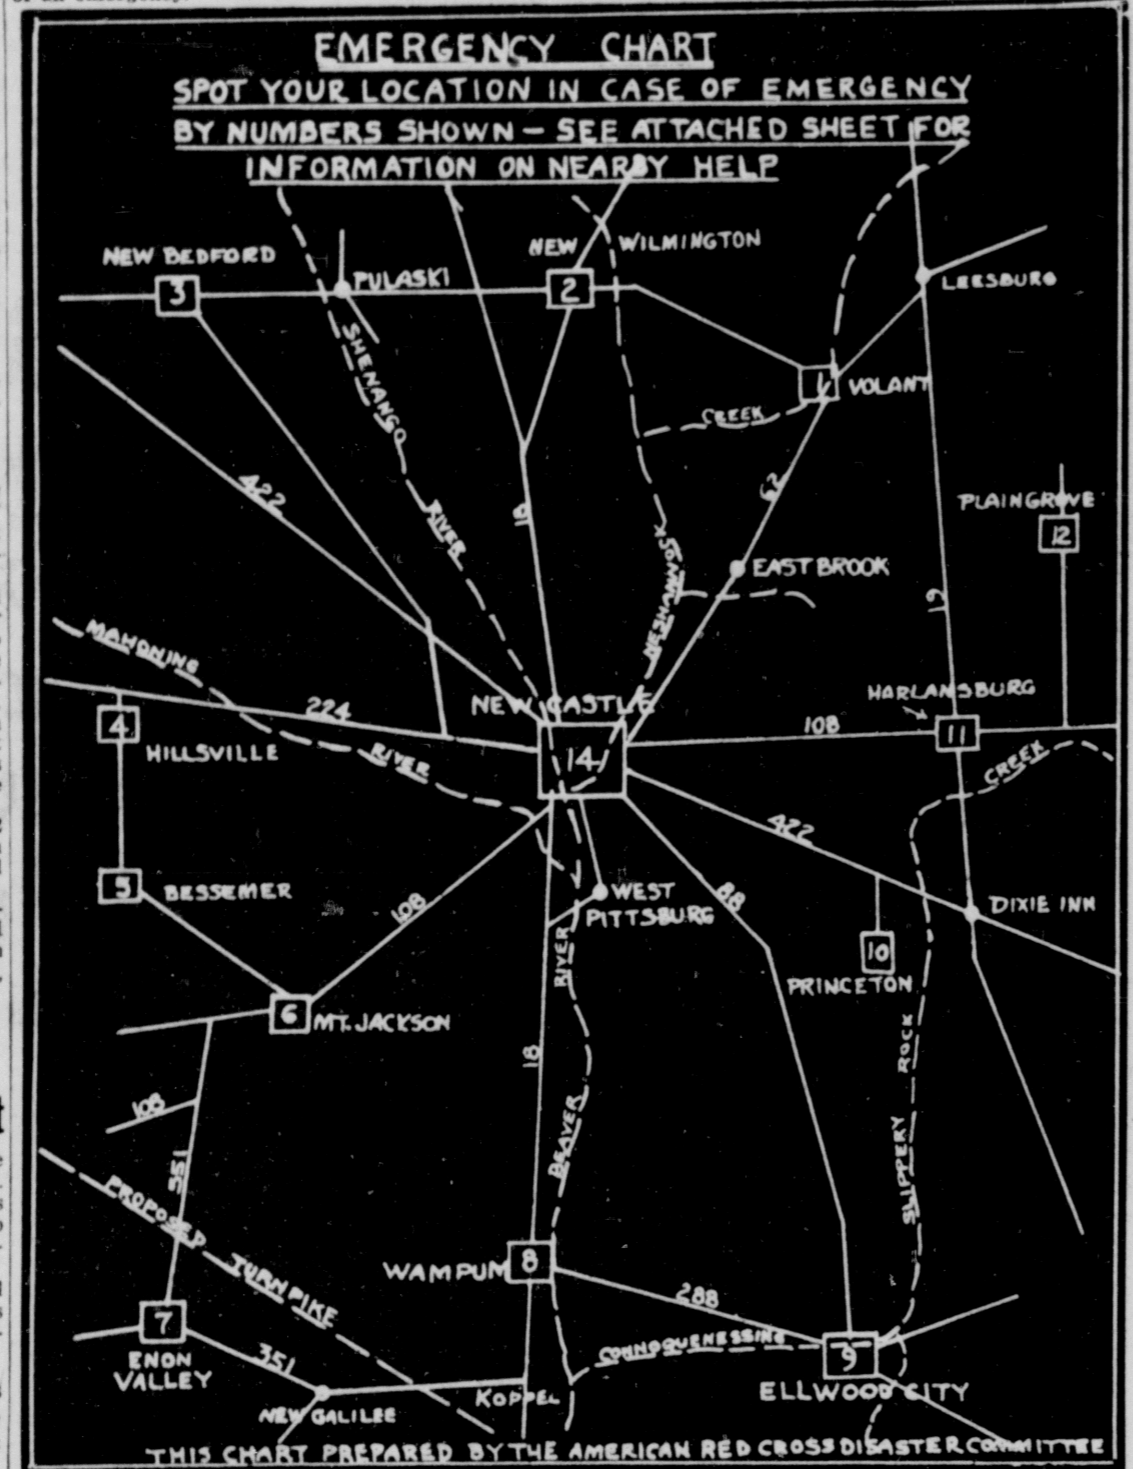 EMERGENCY CHART
SPOT YOUR LOCATION IN CASE OF EMERGENCY
BY NUMBERS SHOWN — SEE ATTACHED SHEET FOR
INFORMATION ON NEARBY HELP
NEW BEDFORD
3
PULASKI
NEW WILMINGTON
2
LEESBURG
SHENANGO
RIVER
1
VOLANT
CREEK
422
18
62
PLAINGROVE
12
EASTBROOK
NESHANNOCK
19
MAHONING
RIVER
224
NEW CASTLE
14
HARLANSBURG
108
11
CREEK
4
HILLSVILLE
422
5
BESSEMER
108
WEST
PITTSBURG
88
DIXIE INN
10
PRINCETON
RIVER
6
MT. JACKSON
18
ROCK
108
351
BEAVER
SLIPPERY
PROPOSED TURNPIKE
WAMPUM
8
288
7
ENON
VALLEY
351
CONNOQUENESSING
9
ELLWOOD CITY
KOPPEL
NEW GALILEE
THIS CHART PREPARED BY THE AMERICAN RED CROSS DISASTER COMMITTEE